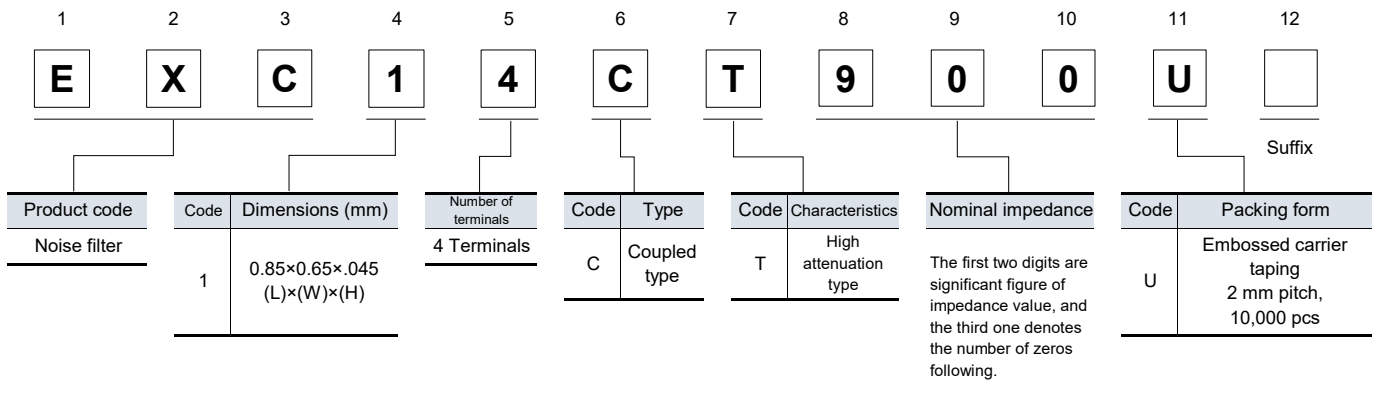 1 2 3 4 5 6 7 8 9 10 11 12
E X C 1 4 C T 9 0 0 U
Suffix
Product code
Noise filter
Code Dimensions (mm)
1
0.85×0.65×.045
(L)×(W)×(H)
Number of
terminals
4 Terminals
Code Type
C
Coupled
type
Code Characteristics
T
High
attenuation
type
Nominal impedance
The first two digits are
significant figure of
impedance value, and
the third one denotes
the number of zeros
following.
Code Packing form
U
Embossed carrier
taping
2 mm pitch,
10,000 pcs